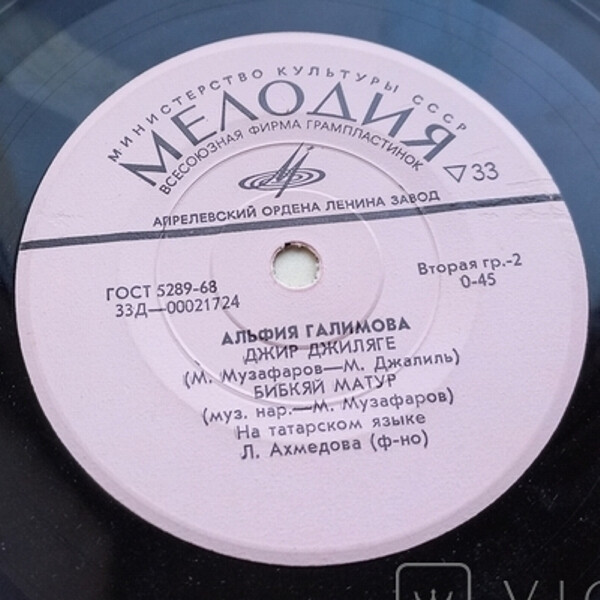 МИНИСТЕРСТВО КУЛЬТУРЫ СССР
МЕЛОДИЯ
ВСЕСОЮЗНАЯ ФИРМА ГРАМПЛАСТИНОК
33
АПРЕЛЕВСКИЙ ОРДЕНА ЛЕНИНА ЗАВОД
ГОСТ 5289-68
33Д—00021724
Вторая гр.-2
0-45
АЛЬФИЯ ГАЛИМОВА
ДЖИР ДЖИЛЯГЕ
(М. Музафаров—М. Джалиль)
БИБКЯЙ МАТУР
(муз. нар.—М. Музафаров)
На татарском языке
Л. Ахмедова (ф-но)